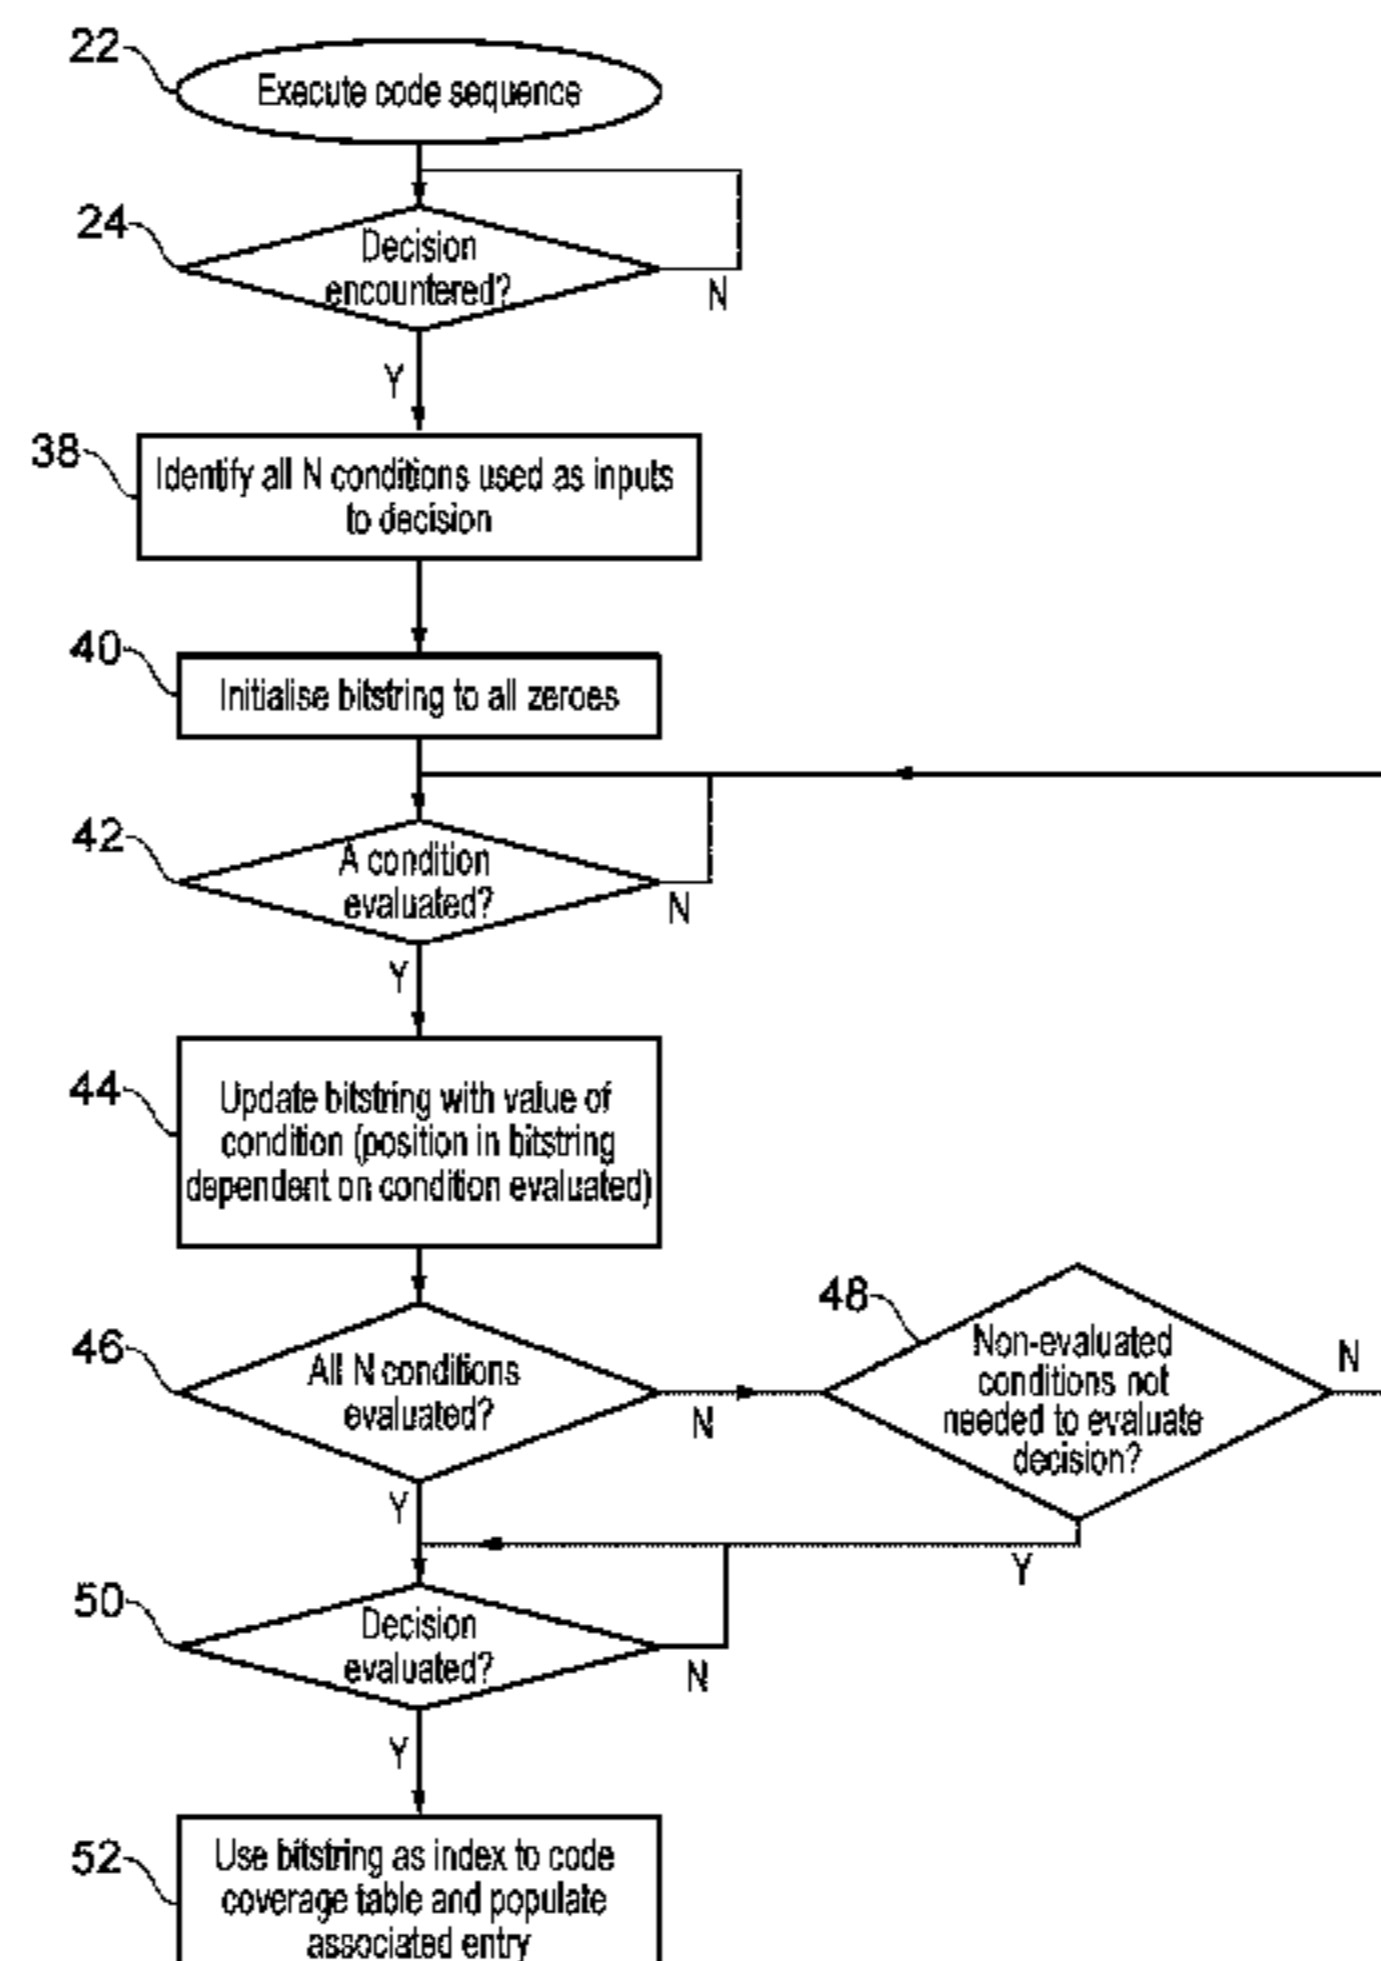 22
Execute code sequence
24
Decision
encountered?
N
Y
38
Identify all N conditions used as inputs
to decision
40
Initialise bitstring to all zeroes
42
A condition
evaluated?
N
Y
44
Update bitstring with value of
condition (position in bitstring
dependent on condition evaluated)
46
All N conditions
evaluated?
N
Y
48
Non-evaluated
conditions not
needed to evaluate
decision?
N
Y
50
Decision
evaluated?
N
Y
52
Use bitstring as index to code
coverage table and populate
associated entry